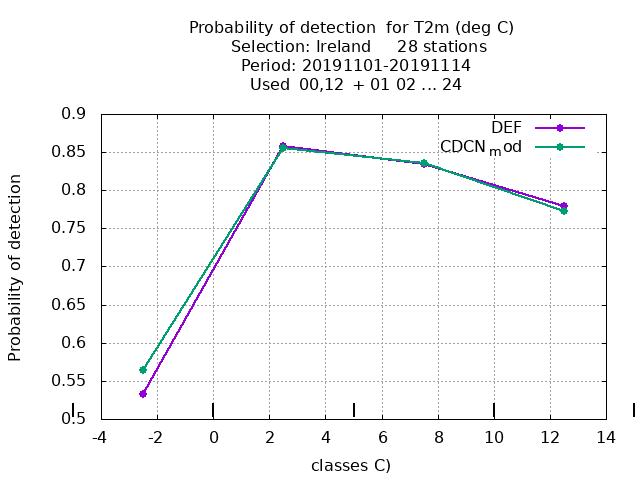 Probability of detection  for T2m (deg C)
Selection: Ireland     28 stations
Period: 20191101-20191114
Used  00,12  + 01 02 ... 24
Probability of detection
0.9
0.85
0.8
0.75
0.7
0.65
0.6
0.55
0.5
DEF
CDCNmod
-4 -2 0 2 4 6 8 10 12 14
classes C)